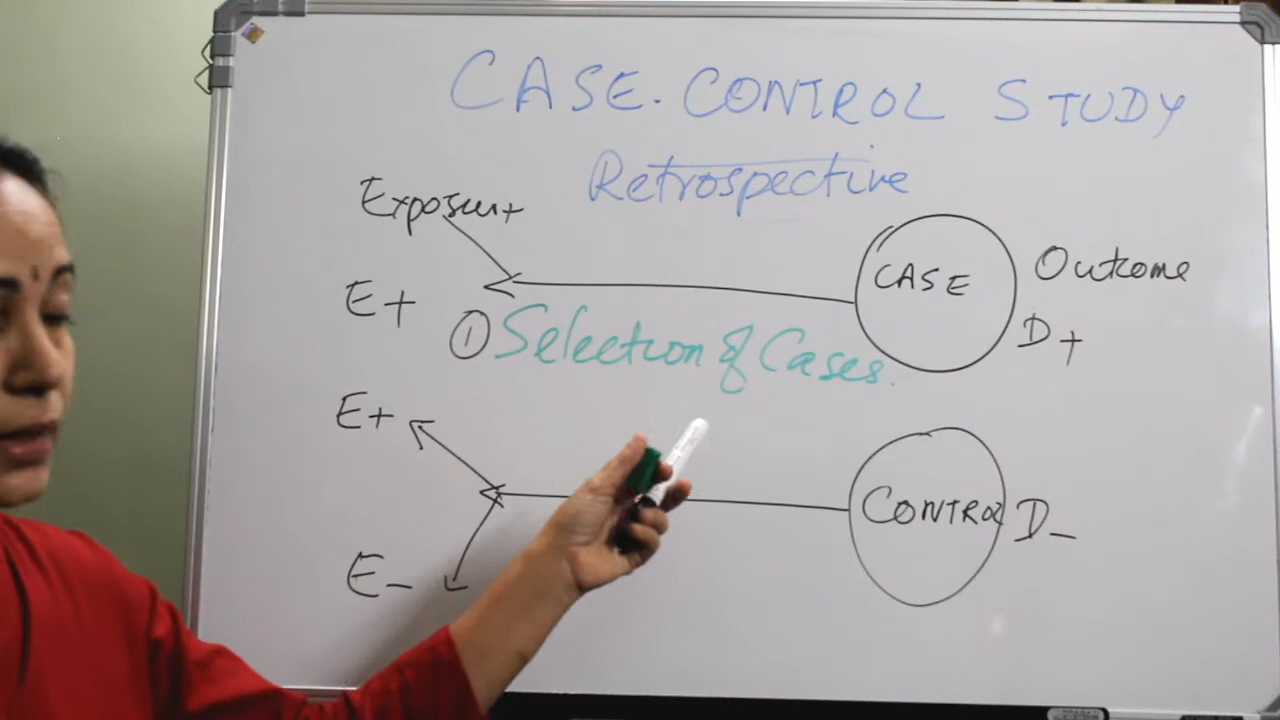 CASE-CONTROL STUDY
Retrospective
Exposure
CASE
Outcome
E+
D+
① Selection of Cases.
E+
CONTROL
D-
E-